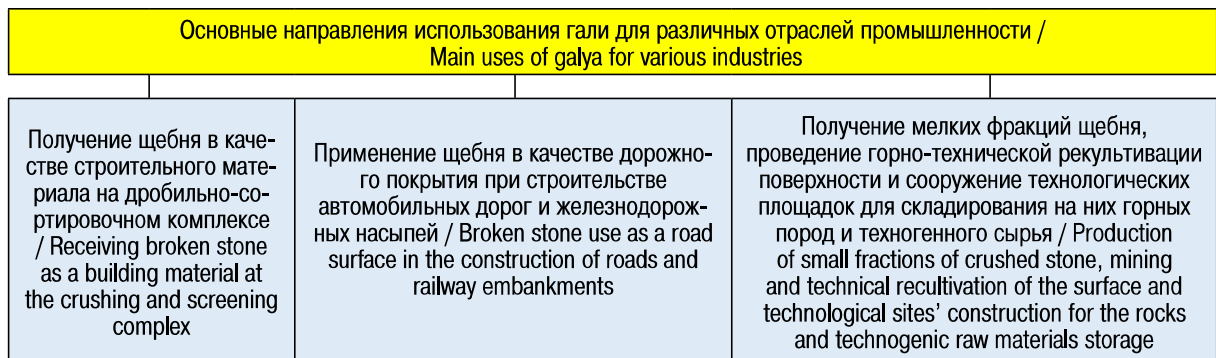 Основные направления использования гали для различных отраслей промышленности /
Main uses of galya for various industries
Получение щебня в каче-
стве строительного мате-
риала на дробильно-со-
ртировочном комплексе
/ Receiving broken stone
as a building material at
the crushing and screening
complex
Применение щебня в качестве дорожно-
го покрытия при строительстве
автомобильных дорог и железнодорож-
ных насыпей / Broken stone use as a road
surface in the construction of roads and
railway embankments
Получение мелких фракций щебня,
проведение горно-технической рекультивации
поверхности и сооружение технологических
площадок для складирования на них горных
пород и техногенного сырья / Production
of small fractions of crushed stone, mining
and technical recultivation of the surface and
technological sites’ construction for the rocks
and technogenic raw materials storage